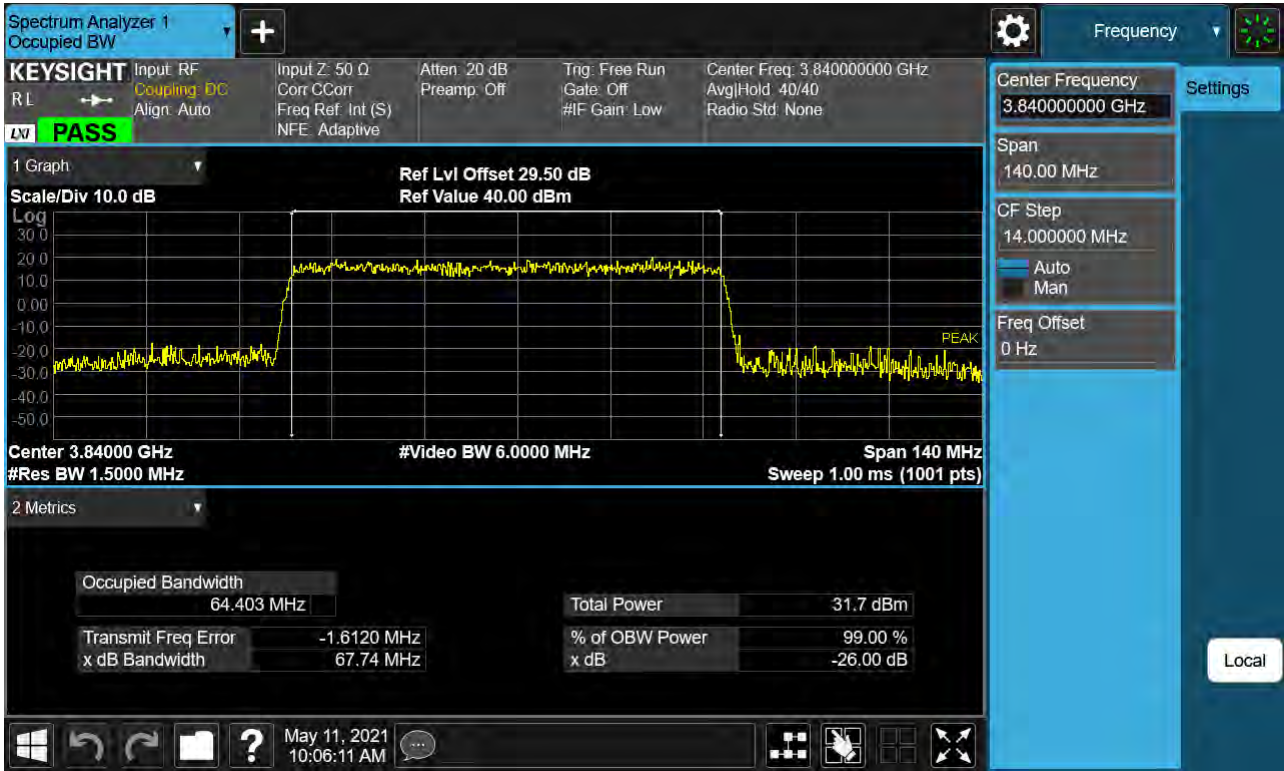 Spectrum Analyzer 1
Occupied BW
+
Frequency
KEYSIGHT
RL
LXI PASS
Input: RF
Coupling: DC
Align: Auto
Input Z: 50 Ω
Corr CCorr
Freq Ref: Int (S)
NFE: Adaptive
Atten: 20 dB
Preamp: Off
Trig: Free Run
Gate: Off
#IF Gain: Low
Center Freq: 3.840000000 GHz
Avg|Hold: 40/40
Radio Std: None
Center Frequency
3.840000000 GHz
Settings
Span
140.00 MHz
CF Step
14.000000 MHz
Auto
Man
Freq Offset
0 Hz
1 Graph
Scale/Div 10.0 dB
Ref Lvl Offset 29.50 dB
Ref Value 40.00 dBm
Log
30.0
20.0
10.0
0.00
-10.0
-20.0
-30.0
-40.0
-50.0
PEAK
Center 3.84000 GHz
#Video BW 6.0000 MHz
Span 140 MHz
#Res BW 1.5000 MHz
Sweep 1.00 ms (1001 pts)
2 Metrics
Occupied Bandwidth
64.403 MHz
Total Power 31.7 dBm
Transmit Freq Error -1.6120 MHz
% of OBW Power 99.00 %
x dB Bandwidth 67.74 MHz
x dB -26.00 dB
Local
?
May 11, 2021
10:06:11 AM